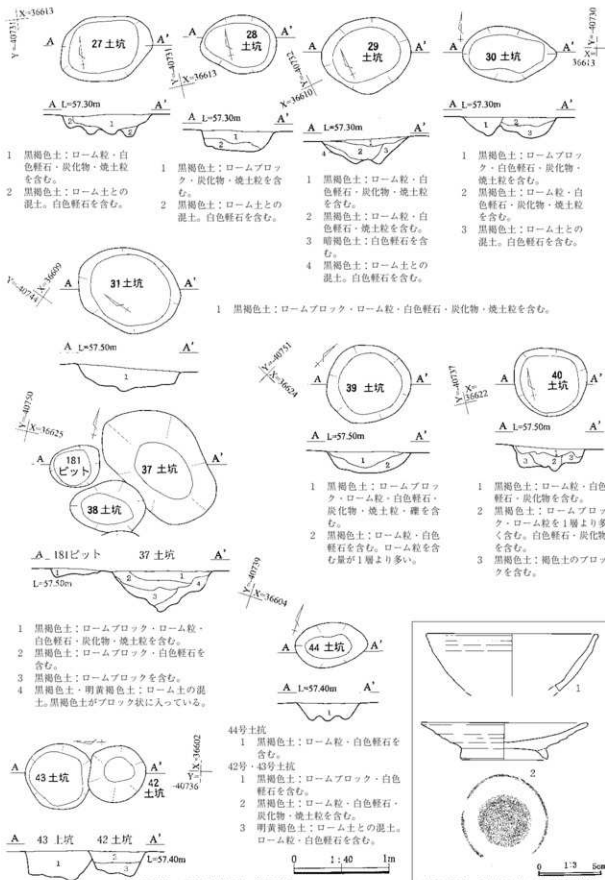 X=36613
Y=-40731
A
27土坑
A'
A L=57.30m A'
2
1
2
1 黒褐色土：ローム粒・白
色軽石・炭化物・焼土粒
を含む。
2 黒褐色土：ローム土との
混土。白色軽石を含む。
28
土坑
Y=-40731
X=36613
A L=57.30m A'
1
2
1 黒褐色土：ロームブロッ
ク・炭化物・焼土粒を含
む。
2 黒褐色土：ローム土との
混土。白色軽石を含む。
A
29
土坑
A'
Y=-40732
X=36610
A L=57.30m A'
1
2
3
4
1 黒褐色土：ローム粒・白
色軽石・炭化物・焼土粒
を含む。
2 黒褐色土：ローム粒・白
色軽石・焼土粒を含む。
3 暗褐色土：白色軽石を含
む。
4 黒褐色土：ローム土との
混土。白色軽石を含む。
A
30 土坑
A'
Y=-40730
X=
36613
A L=57.30m A'
1
2
3
1 黒褐色土：ロームブロッ
ク・白色軽石・炭化物・
焼土粒を含む。
2 黒褐色土：ローム粒・白
色軽石・炭化物・焼土粒
を含む。
3 黒褐色土：ローム土との
混土。白色軽石を含む。
X=36609
Y=-40744
A
31土坑
A'
A L=57.50m A'
1
1 黒褐色土：ロームブロック・ローム粒・白色軽石・炭化物・焼土粒を含む。
Y=-40750
X=36625
A
181
ピット
37 土坑
38 土坑
A'
A 181ピット 37 土坑 A'
L=57.50m
1
2
3
4
1 黒褐色土：ロームブロック・ローム粒・
白色軽石・炭化物・焼土粒を含む。
2 黒褐色土：ロームブロック・白色軽石を
含む。
3 黒褐色土：ロームブロックを含む。
4 黒褐色土・明黄褐色土：ローム土の混
土。黒褐色土がブロック状に入っている。
Y=-40751
X=36624
A
39
土坑
A'
A L=57.50m A'
1
2
1 黒褐色土：ロームブロッ
ク・ローム粒・白色軽石・
炭化物・焼土粒・礫を含
む。
2 黒褐色土：ローム粒・白
色軽石を含む。ローム粒を含
む量が1層より多い。
Y=-40737
X=
36622
A
40
土坑
A'
A L=57.50m A'
1
3 2 3
1 黒褐色土：ローム粒・白色
軽石・炭化物を含む。
2 黒褐色土：ロームブロッ
ク・ローム粒を1層より多
く含む。白色軽石・炭化物
を含む。
3 黒褐色土：褐色土のブロッ
クを含む。
Y=-40739
X=36604
A
44 土坑
A'
A L=57.40m A'
1
44号土坑
1 黒褐色土：ローム粒・白色軽石を
含む。
42号・43号土坑
1 黒褐色土：ロームブロック・白色
軽石を含む。
2 黒褐色土：ローム粒・白色軽石・
炭化物・焼土粒を含む。
3 明黄褐色土：ローム土との混土。
ローム粒・白色軽石を含む。
A
43 土坑
42
土坑
A'
X=36602
Y=
-40736
A 43 土坑 42 土坑 A'
L=57.40m
1
2
3
0 1：40 1m
1
2
0 1:3 5cm